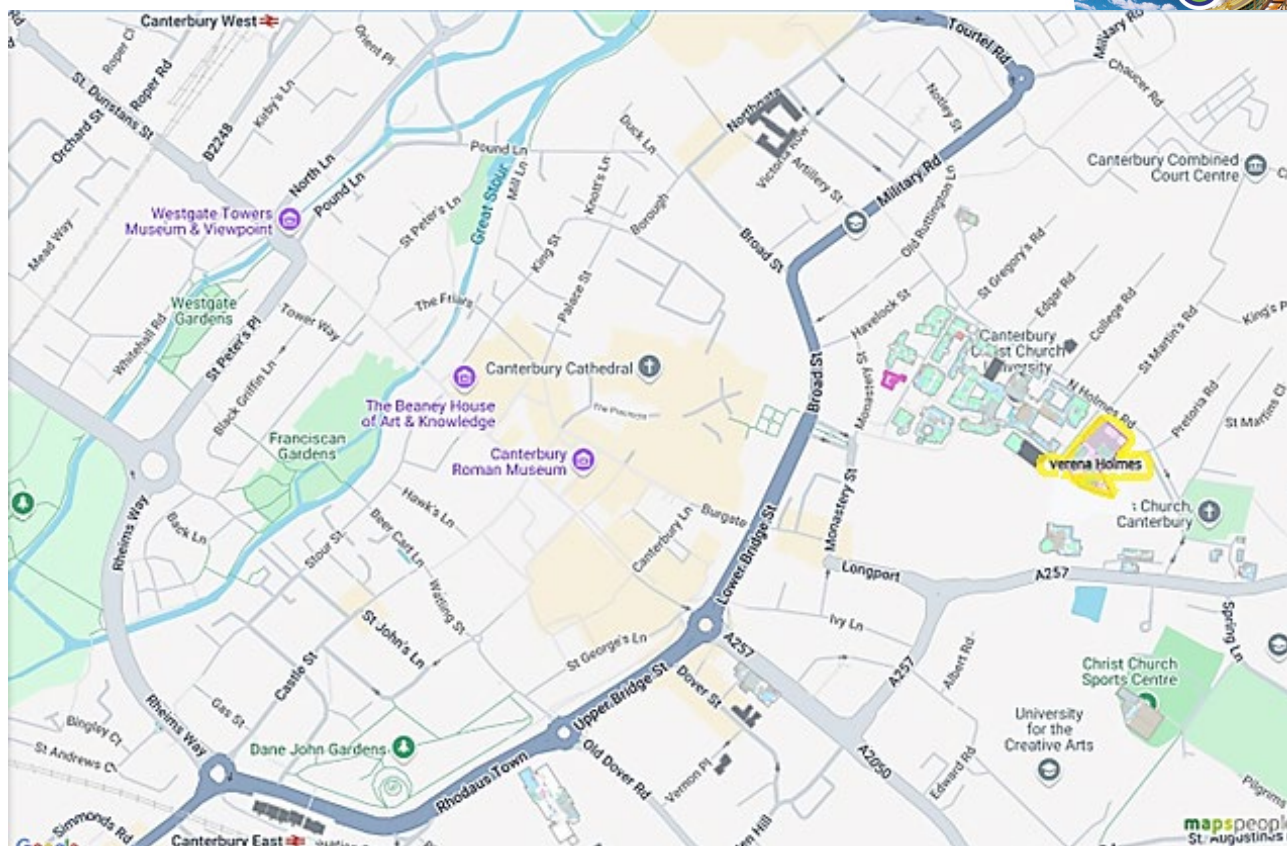 Canterbury West
Tourtel Rd
Military Rd
Roper Cl
Roper Rd
Orient Pl
Chaucer Rd
St. Dunstans St
Kirby's Ln
Orchard St
B2248
Northgate
Notley St
Duck Ln
Victoria Row
Artillery St
Military Rd
Canterbury Combined
Court Centre
North Ln
Pound Ln
Pound Ln
Mill Ln
Knott's Ln
Westgate Towers
Museum & Viewpoint
St Peter's Ln
Great Stour
King St
Borough
Broad St
Old Ruttington Ln
St Gregory's Rd
Mead Way
Palace St
Edgar Rd
College Rd
St Martin's Rd
Westgate
Gardens
The Friars
Havelock St
King's P
Tower Way
Whitehall Rd
St Peter's Pl
Black Griffin Ln
Canterbury Cathedral
Broad St
Monastery St
Canterbury
Christ Church
University
N Holmes Rd
Pretoria Rd
St Martins Cl
The Beaney House
of Art & Knowledge
The Precincts
Franciscan
Gardens
Canterbury
Roman Museum
verena Holmes
Rheims Way
Back Ln
Hawk's Ln
Beer Cart Ln
Stour St
Canterbury Ln
Burgate
Lower Bridge St
Monastery St
t Church,
Canterbury
Longport
A257
Watling St
St John's Ln
Castle St
St George's Ln
A257
Ivy Ln
Albert Rd
A257
Spring Ln
Christ Church
Sports Centre
Rheims Way
Gas St
Upper Bridge St
Dover St
University
for the
Creative Arts
Bingley Ct
St Andrews C
Dane John Gardens
Old Dover Rd
Vernon Pl
A2050
Edward Rd
Pilgrims
Rhodaus Town
Simmonds Rd
Google
Canterbury East
en Hill
mapspeople
St. Augustines